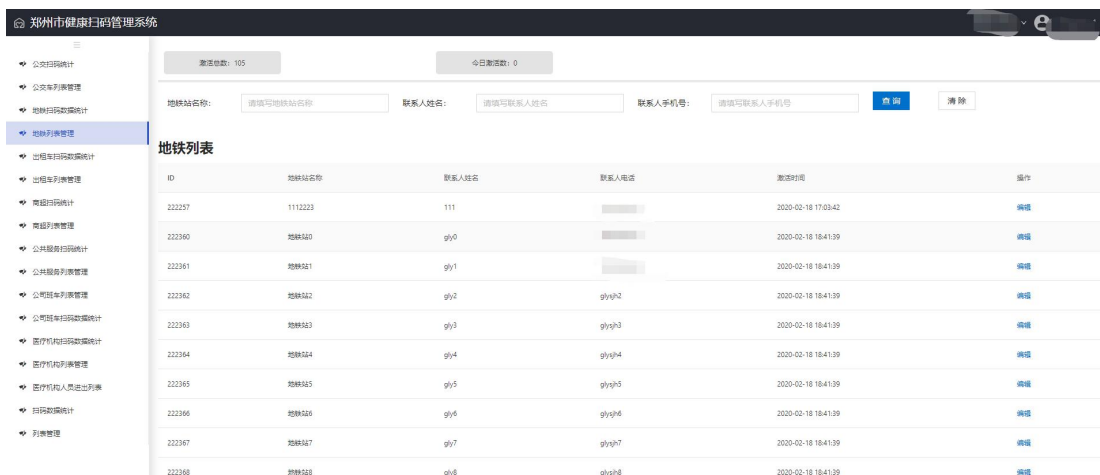 郑州市健康扫码管理系统
公交扫码统计
公交车列表管理
地铁扫码数据统计
地铁列表管理
出租车扫码数据统计
出租车列表管理
商超扫码统计
商超列表管理
公共服务扫码统计
公共服务列表管理
公司班车列表管理
公司班车扫码数据统计
医疗机构扫码数据统计
医疗机构列表管理
医疗机构人员进出列表
扫码数据统计
列表管理
激活总数：105 今日激活数：0
地铁站名称： 请填写地铁站名称 联系人姓名： 请填写联系人姓名 联系人手机号： 请填写联系人手机号 查询 清除
地铁列表
ID 地铁站名称 联系人姓名 联系人电话 激活时间 操作
222257 1112223 111 2020-02-18 17:03:42 编辑
222360 地铁站0 gly0 2020-02-18 18:41:39 编辑
222361 地铁站1 gly1 2020-02-18 18:41:39 编辑
222362 地铁站2 gly2 glysjh2 2020-02-18 18:41:39 编辑
222363 地铁站3 gly3 glysjh3 2020-02-18 18:41:39 编辑
222364 地铁站4 gly4 glysjh4 2020-02-18 18:41:39 编辑
222365 地铁站5 gly5 glysjh5 2020-02-18 18:41:39 编辑
222366 地铁站6 gly6 glysjh6 2020-02-18 18:41:39 编辑
222367 地铁站7 gly7 glysjh7 2020-02-18 18:41:39 编辑
222368 地铁站8 gly8 glysjh8 2020-02-18 18:41:39 编辑